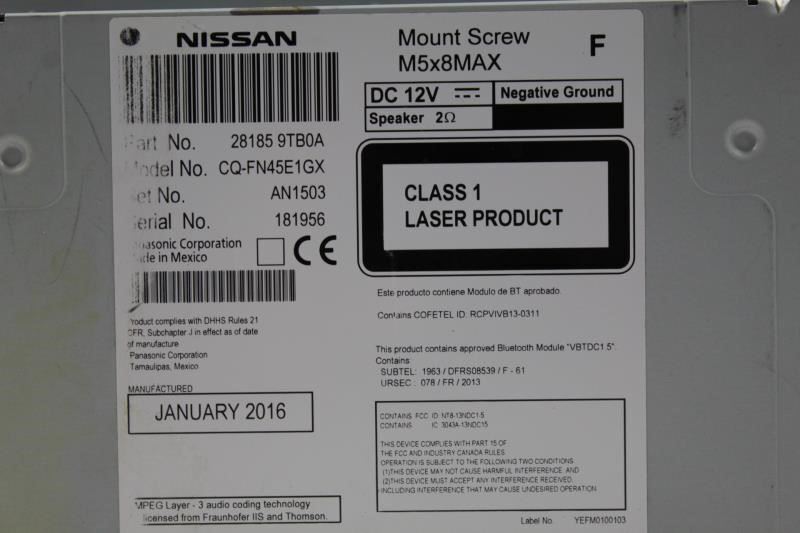 NISSAN
Mount Screw F
M5x8MAX
DC 12V Negative Ground
Speaker 2Ω
Part No. 28185 9TB0A
Model No. CQ-FN45E1GX
Set No. AN1503
Serial No. 181956
Panasonic Corporation
Made in Mexico
CE
CLASS 1
LASER PRODUCT
Product complies with DHHS Rules 21
CFR, Subchapter J in effect as of date
of manufacture
Panasonic Corporation
Tamaulipas, Mexico
MANUFACTURED
JANUARY 2016
MPEG Layer - 3 audio coding technology
licensed from Fraunhofer IIS and Thomson.
Este producto contiene Modulo de BT aprobado.
Contains COFETEL ID: RCPVIVB13-0311
This product contains approved Bluetooth Module "VBTDC1 5".
Contains:
SUBTEL: 1963 / DFRS08539 / F - 61
URSEC : 078 / FR / 2013
CONTAINS FCC ID: NT8-13NDC1-5
CONTAINS IC: 3043A-13NDC15
THIS DEVICE COMPLIES WITH PART 15 OF
THE FCC AND INDUSTRY CANADA RULES
OPERATION IS SUBJECT TO THE FOLLOWING TWO CONDITIONS
(1)THIS DEVICE MAY NOT CAUSE HARMFUL INTERFERENCE AND
(2)THIS DEVICE MUST ACCEPT ANY INTERFERENCE RECEIVED.
INCLUDING INTERFERENCE THAT MAY CAUSE UNDESIRED OPERATION
Label No. YEFM0100103